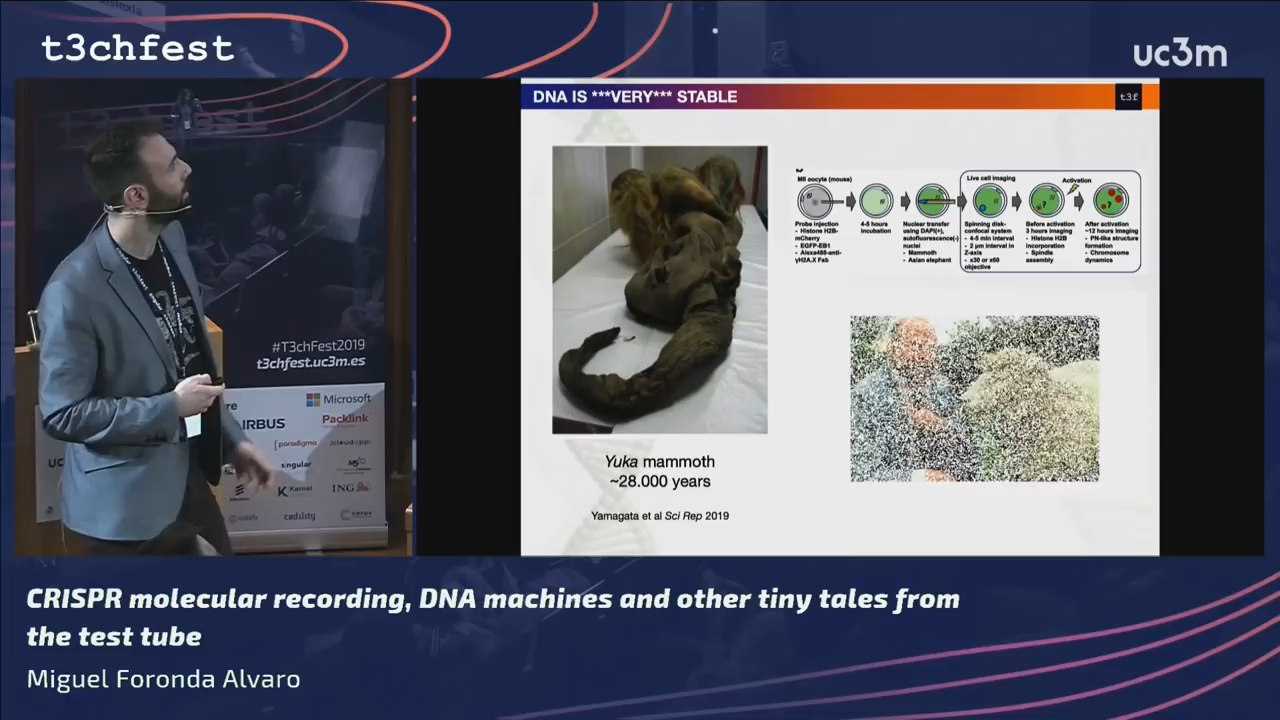 t3chfest
uc3m
DNA IS ***VERY*** STABLE
t3f
MII oocyte (mouse)
Live cell imaging
Activation
Probe injection
- Histone H2B-
mCherry
- EGFP-EB1
- Alexa488-anti-
γH2A.X Fab
4-5 hours
incubation
Nuclear transfer
using DAPI(+),
autofluorescence(-)
nuclei
- Mammoth
- Asian elephant
Spinning disk-
confocal system
- 4-5 min interval
- 2 μm interval in
Z-axis
- x30 or x60
objective
Before activation
3 hours imaging
- Histone H2B
incorporation
- Spindle
assembly
After activation
~12 hours imaging
- PN-like structure
formation
- Chromosome
dynamics
Yuka mammoth
~28.000 years
Yamagata et al Sci Rep 2019
#T3chFest2019
t3chfest.uc3m.es
Microsoft
IRBUS
Packlink
[paradigma
singular
Kernel
ING
codility
CRISPR molecular recording, DNA machines and other tiny tales from
the test tube
Miguel Foronda Alvaro